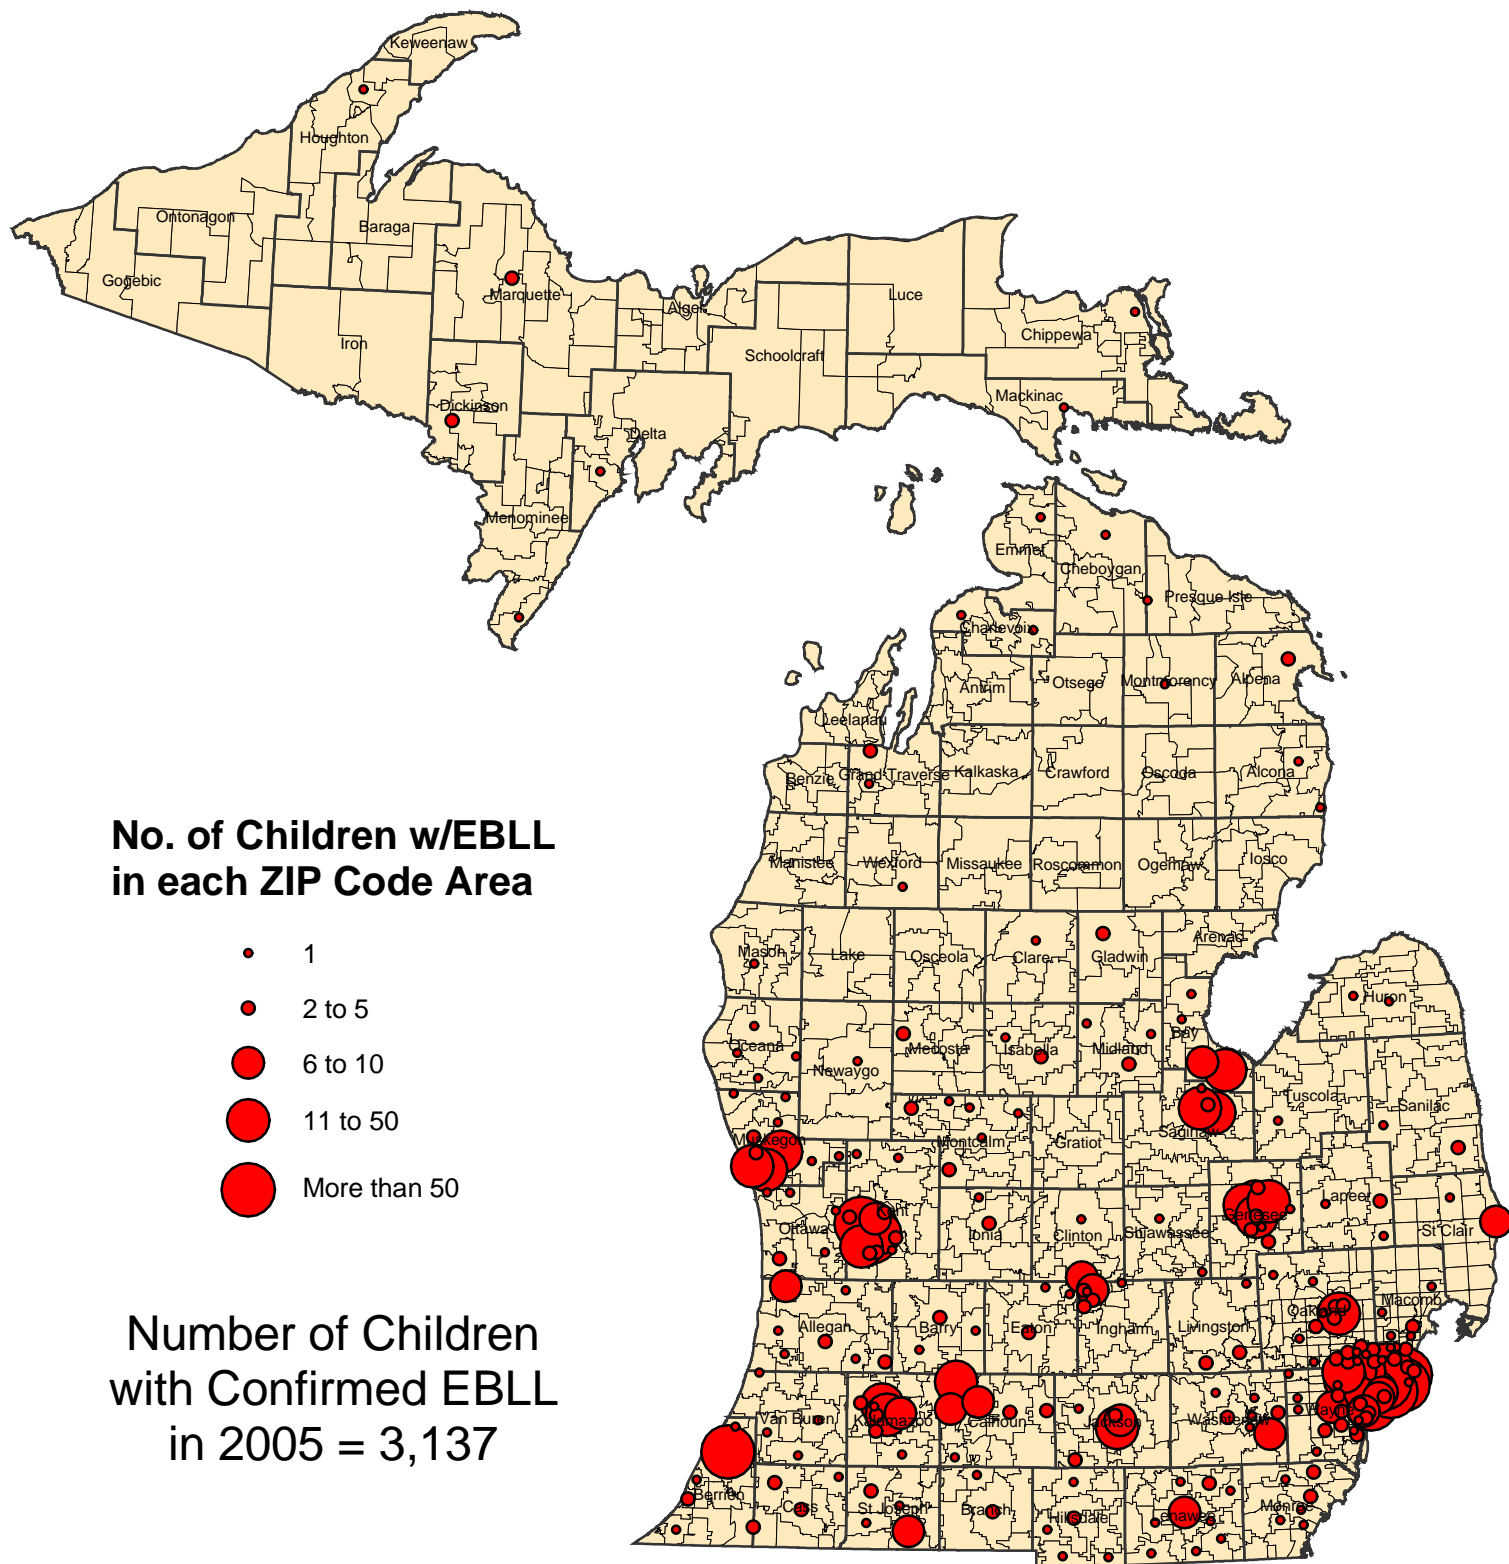 Keweenaw
Houghton
Ontonagon
Baraga
Gogebic
Marquette
Alger
Luce
Chippewa
Iron
Schoolcraft
Mackinac
Dickinson
Delta
Menominee
Emmet
Cheboygan
Presque Isle
Charlevoix
Antrim
Otsego
Montmorency
Alpena
Leelanau
Benzie
Grand Traverse
Kalkaska
Crawford
Oscoda
Alcona
No. of Children w/EBLL
in each ZIP Code Area
1
2 to 5
6 to 10
11 to 50
More than 50
Manistee
Wexford
Missaukee
Roscommon
Ogemaw
Iosco
Mason
Lake
Osceola
Clare
Gladwin
Arenac
Huron
Oceana
Newaygo
Mecosta
Isabella
Midland
Bay
Tuscola
Sanilac
Muskegon
Montcalm
Gratiot
Saginaw
Ottawa
Kent
Ionia
Clinton
Shiawassee
Genesee
Lapeer
St Clair
Allegan
Barry
Eaton
Ingham
Livingston
Oakland
Macomb
Number of Children
with Confirmed EBLL
in 2005 = 3,137
Van Buren
Kalamazoo
Calhoun
Jackson
Washtenaw
Wayne
Berrien
Cass
St Joseph
Branch
Hillsdale
Lenawee
Monroe